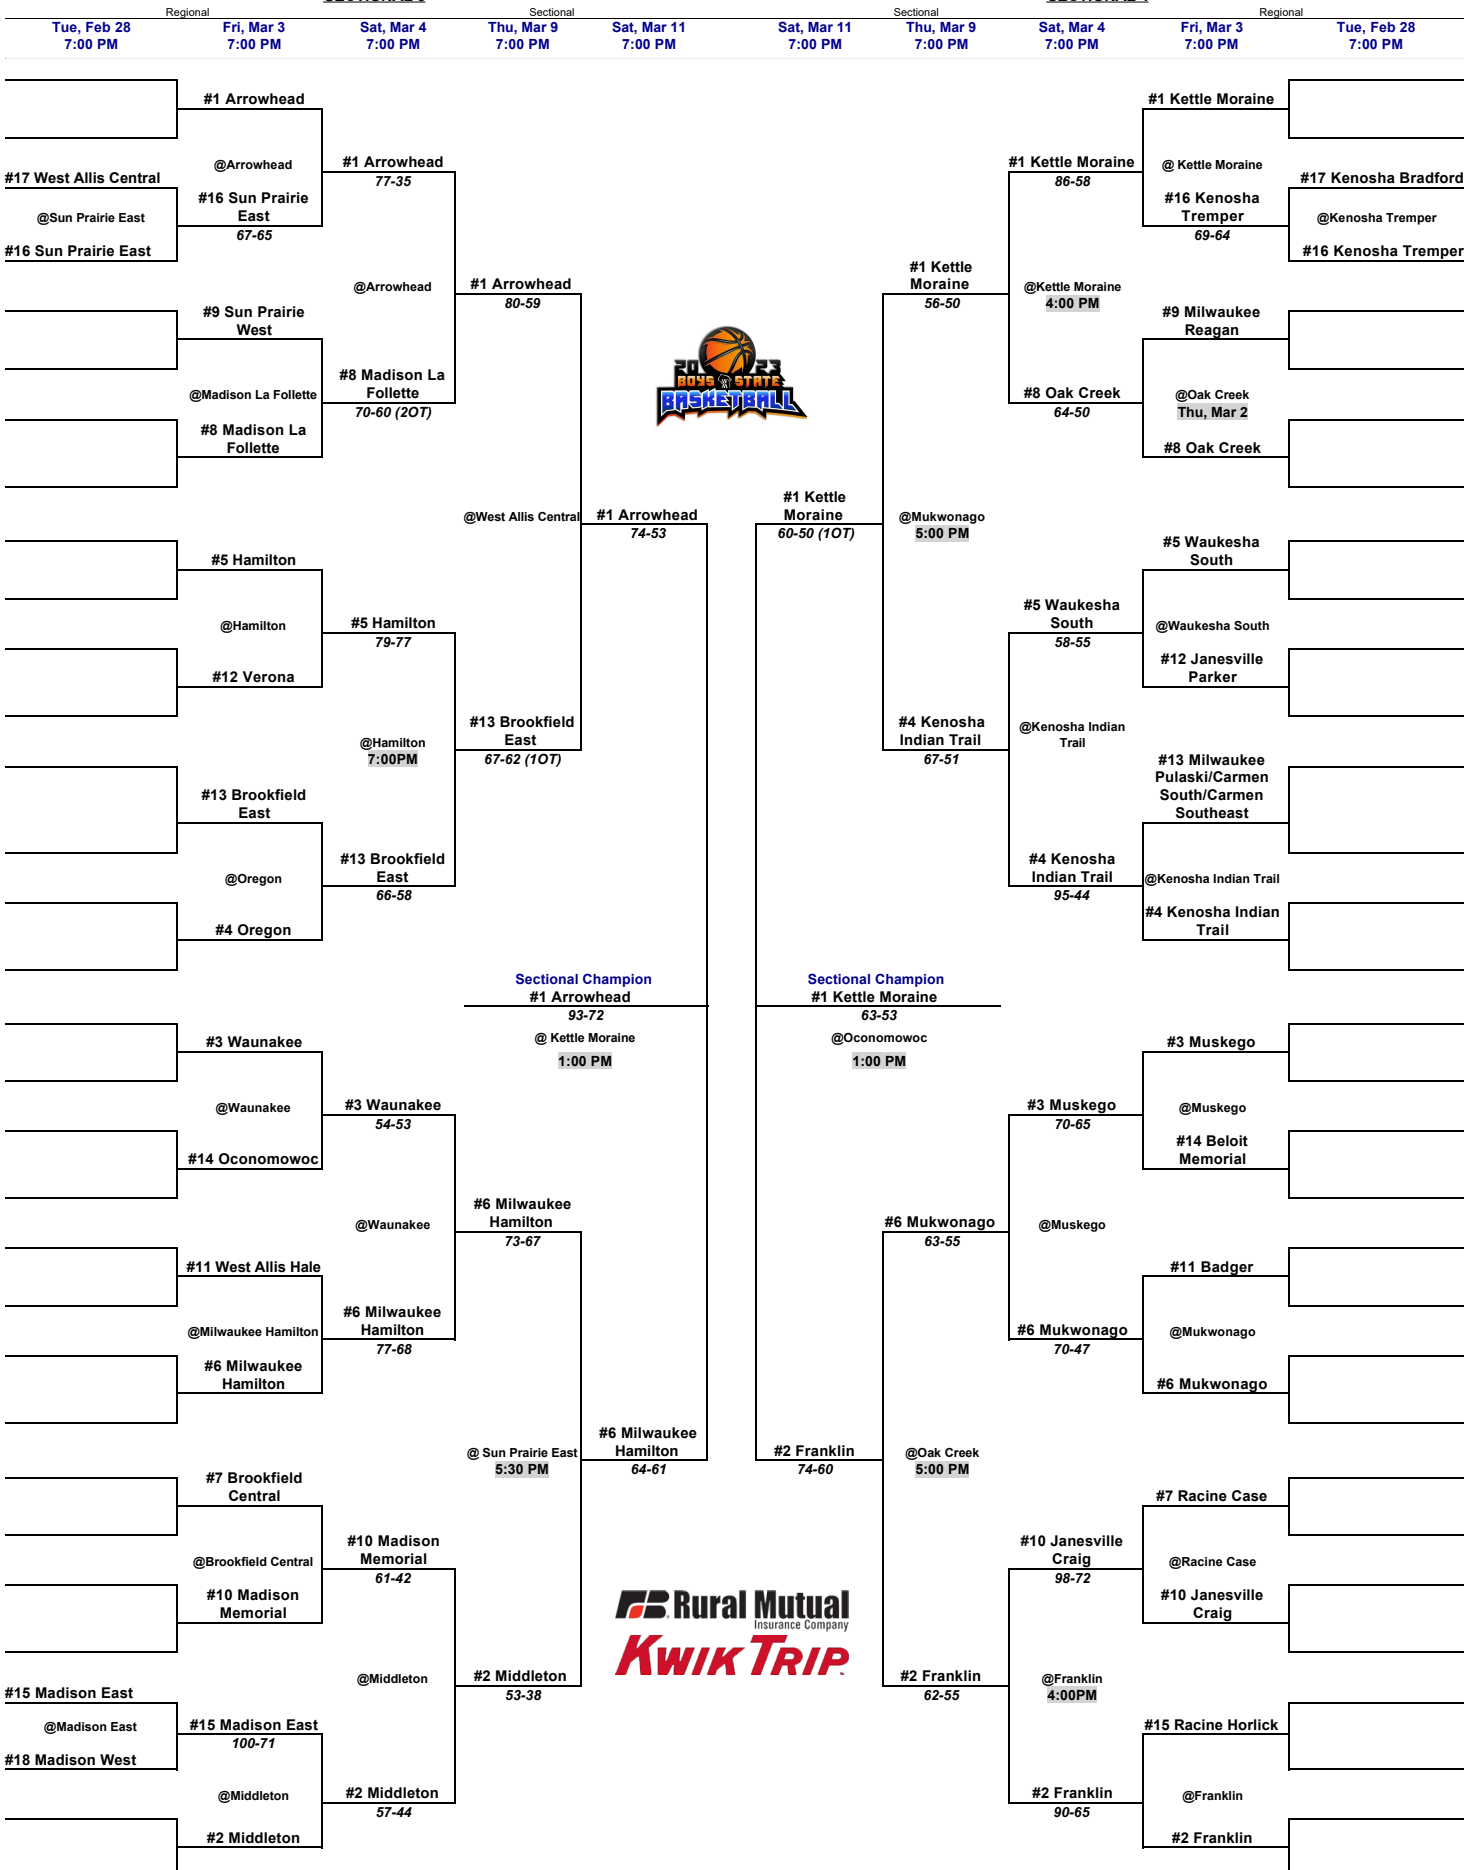 Regional
Sectional
Sectional
Regional
Tue, Feb 28
7:00 PM
Fri, Mar 3
7:00 PM
Sat, Mar 4
7:00 PM
Thu, Mar 9
7:00 PM
Sat, Mar 11
7:00 PM
Sat, Mar 11
7:00 PM
Thu, Mar 9
7:00 PM
Sat, Mar 4
7:00 PM
Fri, Mar 3
7:00 PM
Tue, Feb 28
7:00 PM
#17 West Allis Central
@Sun Prairie East
#16 Sun Prairie East
#15 Madison East
@Madison East
#18 Madison West
#1 Arrowhead
@Arrowhead
#16 Sun Prairie
East
67-65
#9 Sun Prairie
West
@Madison La Follette
#8 Madison La
Follette
#5 Hamilton
@Hamilton
#12 Verona
#13 Brookfield
East
@Oregon
#4 Oregon
#3 Waunakee
@Waunakee
#14 Oconomowoc
#11 West Allis Hale
@Milwaukee Hamilton
#6 Milwaukee
Hamilton
#7 Brookfield
Central
@Brookfield Central
#10 Madison
Memorial
#15 Madison East
100-71
@Middleton
#2 Middleton
#1 Arrowhead
77-35
@Arrowhead
#8 Madison La
Follette
70-60 (2OT)
#5 Hamilton
79-77
@Hamilton
7:00PM
#13 Brookfield
East
66-58
#3 Waunakee
54-53
@Waunakee
#6 Milwaukee
Hamilton
77-68
#10 Madison
Memorial
61-42
@Middleton
#2 Middleton
57-44
#1 Arrowhead
80-59
@West Allis Central
#13 Brookfield
East
67-62 (1OT)
#6 Milwaukee
Hamilton
73-67
@ Sun Prairie East
5:30 PM
#2 Middleton
53-38
#1 Arrowhead
74-53
#6 Milwaukee
Hamilton
64-61
Sectional Champion
#1 Arrowhead
93-72
@ Kettle Moraine
1:00 PM
2023
BOYS STATE
BASKETBALL
Rural Mutual
Insurance Company
KWIK TRIP
Sectional Champion
#1 Kettle Moraine
63-53
@Oconomowoc
1:00 PM
#1 Kettle
Moraine
60-50 (1OT)
#2 Franklin
74-60
#1 Kettle
Moraine
56-50
@Mukwonago
5:00 PM
#4 Kenosha
Indian Trail
67-51
#6 Mukwonago
63-55
@Oak Creek
5:00 PM
#2 Franklin
62-55
#1 Kettle Moraine
86-58
@Kettle Moraine
4:00 PM
#8 Oak Creek
64-50
#5 Waukesha
South
58-55
@Kenosha Indian
Trail
#4 Kenosha
Indian Trail
95-44
#3 Muskego
70-65
@Muskego
#6 Mukwonago
70-47
#10 Janesville
Craig
98-72
@Franklin
4:00PM
#2 Franklin
90-65
#1 Kettle Moraine
@ Kettle Moraine
#16 Kenosha
Tremper
69-64
#9 Milwaukee
Reagan
@Oak Creek
Thu, Mar 2
#8 Oak Creek
#5 Waukesha
South
@Waukesha South
#12 Janesville
Parker
#13 Milwaukee
Pulaski/Carmen
South/Carmen
Southeast
@Kenosha Indian Trail
#4 Kenosha Indian
Trail
#3 Muskego
@Muskego
#14 Beloit
Memorial
#11 Badger
@Mukwonago
#6 Mukwonago
#7 Racine Case
@Racine Case
#10 Janesville
Craig
#15 Racine Horlick
@Franklin
#2 Franklin
#17 Kenosha Bradford
@Kenosha Tremper
#16 Kenosha Tremper